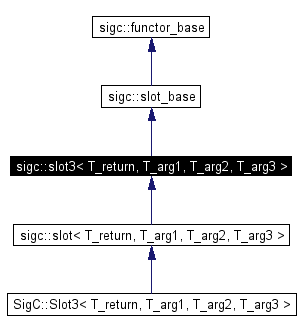 sigc::functor_base
sigc::slot_base
sigc::slot3< T_return, T_arg1, T_arg2, T_arg3 >
sigc::slot< T_return, T_arg1, T_arg2, T_arg3 >
SigC::Slot3< T_return, T_arg1, T_arg2, T_arg3 >